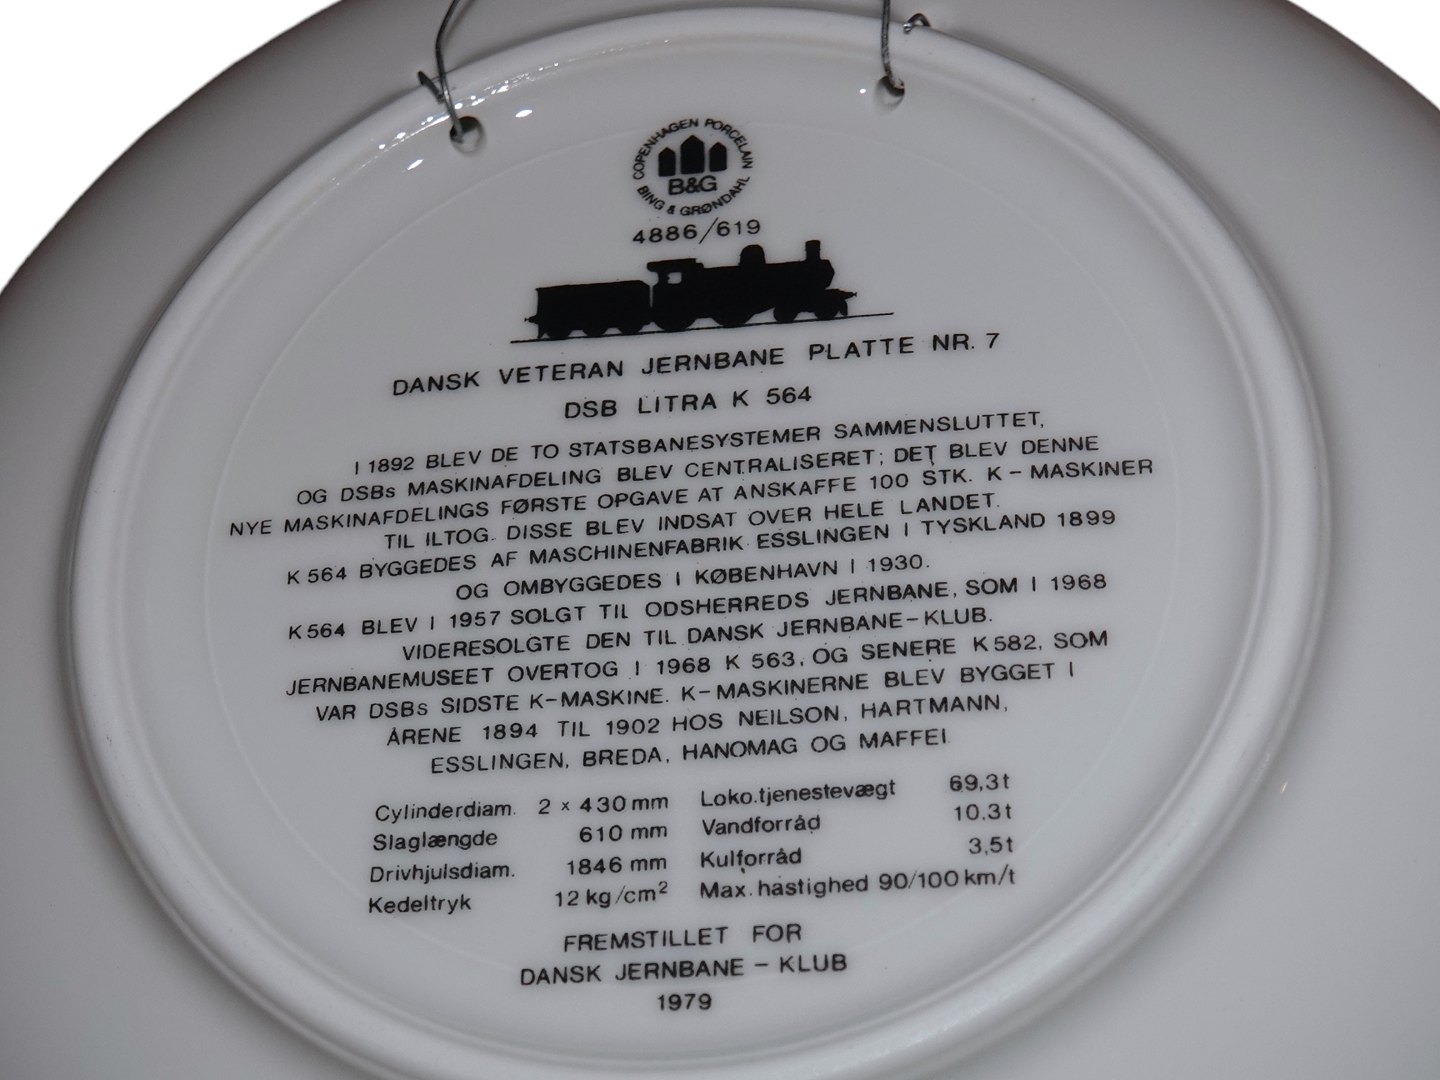 COPENHAGEN PORCELAIN
B&G
BING & GRØNDAHL
4886/619
DANSK VETERAN JERNBANE PLATTE NR. 7
DSB LITRA K 564
I 1892 BLEV DE TO STATSBANESYSTEMER SAMMENSLUTTET,
OG DSBs MASKINAFDELING BLEV CENTRALISERET; DET BLEV DENNE
NYE MASKINAFDELINGS FØRSTE OPGAVE AT ANSKAFFE 100 STK. K-MASKINER
TIL ILTOG. DISSE BLEV INDSAT OVER HELE LANDET.
K 564 BYGGEDES AF MASCHINENFABRIK ESSLINGEN I TYSKLAND 1899
OG OMBYGGEDES I KØBENHAVN I 1930.
K 564 BLEV I 1957 SOLGT TIL ODSHERREDS JERNBANE, SOM I 1968
VIDERESOLGTE DEN TIL DANSK JERNBANE-KLUB.
JERNBANEMUSEET OVERTOG I 1968 K 563, OG SENERE K 582, SOM
VAR DSBs SIDSTE K-MASKINE. K-MASKINERNE BLEV BYGGET I
ÅRENE 1894 TIL 1902 HOS NEILSON, HARTMANN,
ESSLINGEN, BREDA, HANOMAG OG MAFFEI.
Cylinderdiam. 2 x 430 mm Loko.tjenestevægt 69,3 t
Slaglængde 610 mm Vandforråd 10.3 t
Drivhjulsdiam. 1846 mm Kulforråd 3,5 t
Kedeltryk 12 kg/cm² Max. hastighed 90/100 km/t
FREMSTILLET FOR
DANSK JERNBANE-KLUB
1979